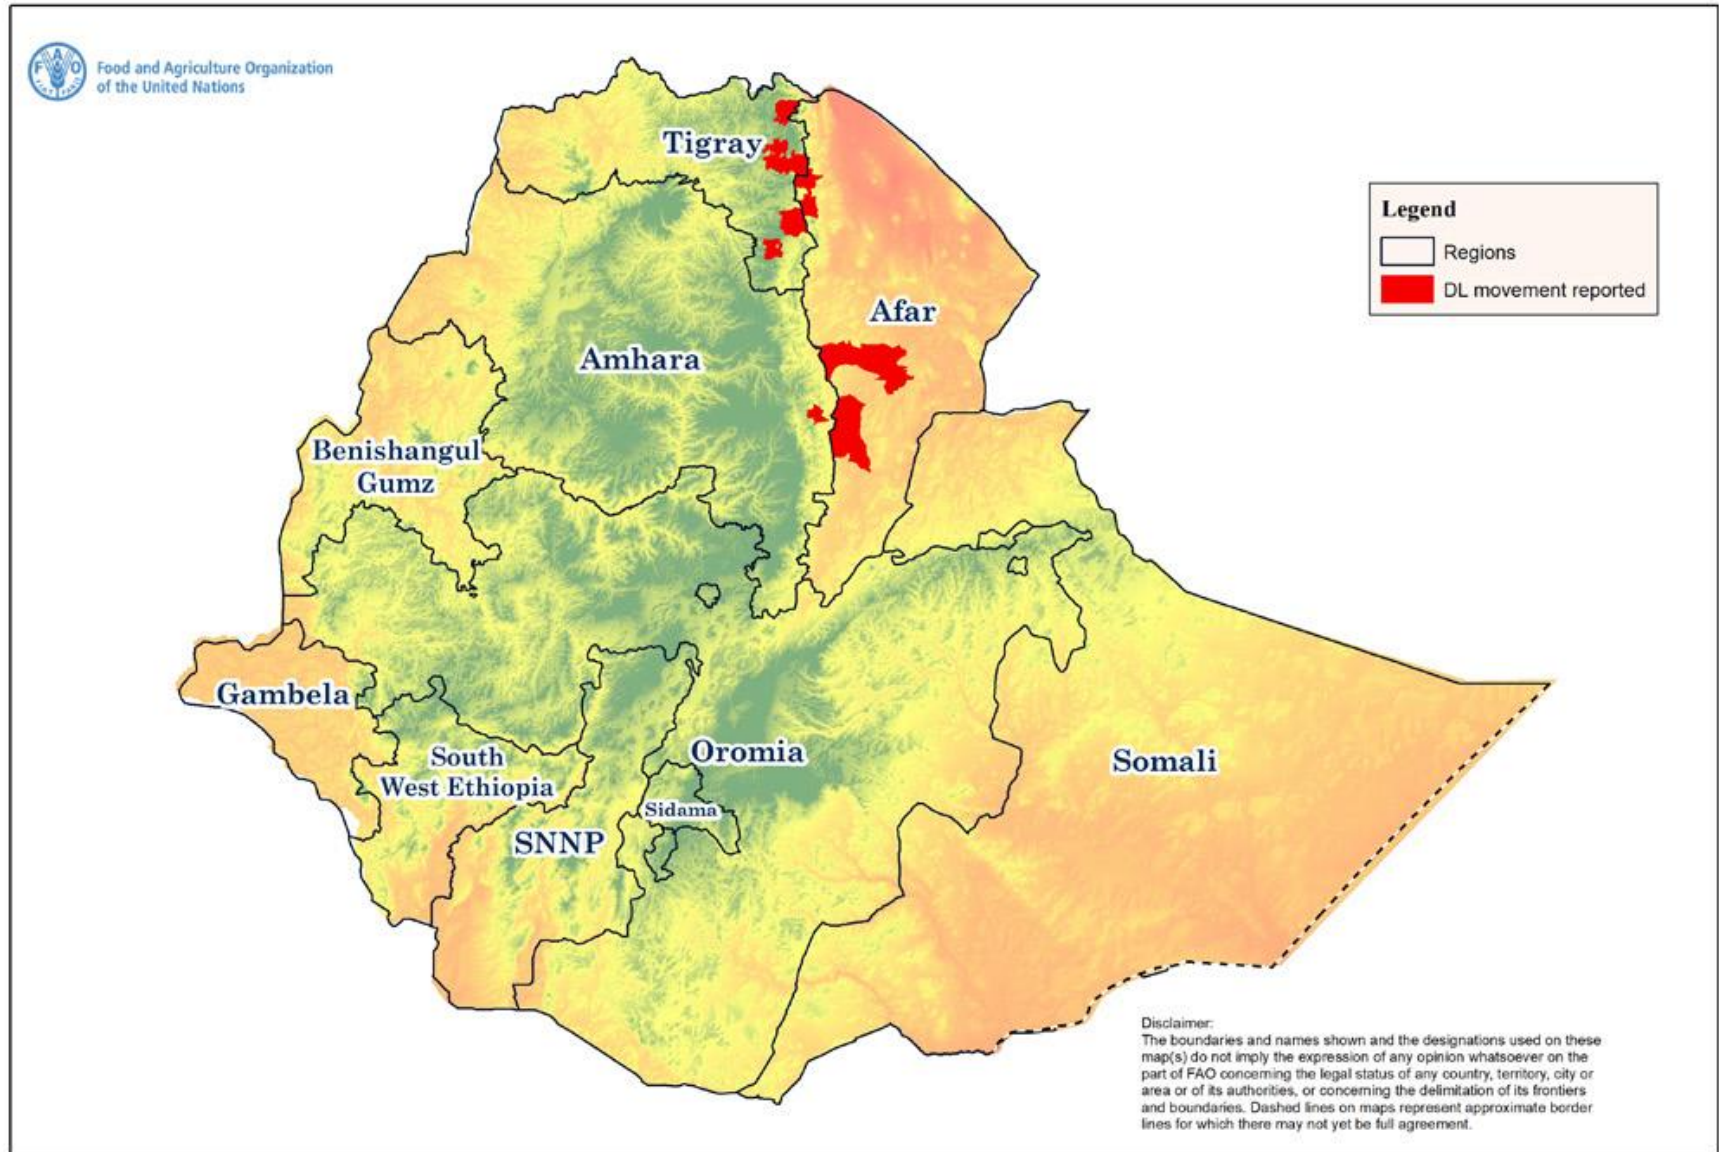 FAO
FIAT PANIS
Food and Agriculture Organization
of the United Nations
Tigray
Legend
Regions
DL movement reported
Afar
Amhara
Benishangul
Gumz
Gambela
South
West Ethiopia
Oromia
Somali
Sidama
SNNP
Disclaimer:
The boundaries and names shown and the designations used on these
map(s) do not imply the expression of any opinion whatsoever on the
part of FAO concerning the legal status of any country, territory, city or
area or of its authorities, or concerning the delimitation of its frontiers
and boundaries. Dashed lines on maps represent approximate border
lines for which there may not yet be full agreement.